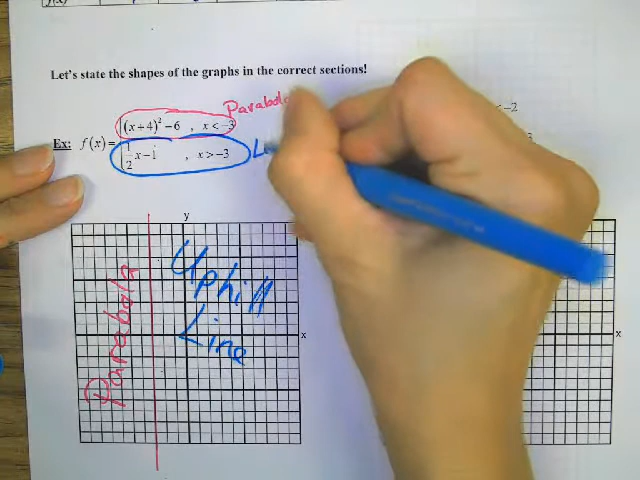 Let's state the shapes of the graphs in the correct sections!
Parabola
(x+4)² −6 , x < −3
Ex: f(x) =
1/2 x−1 , x > −3
< −2
y
x
x
Parabola
Uphill
Line